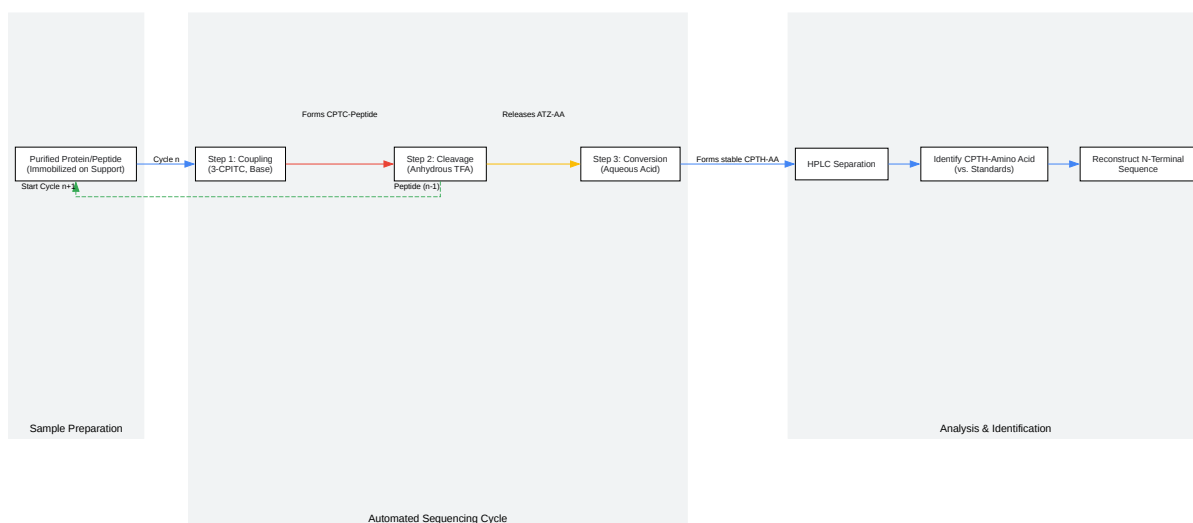 Forms CPTC-Peptide
Releases ATZ-AA
Purified Protein/Peptide
(Immobilized on Support)
Cycle n
Step 1: Coupling
(3-CPITC, Base)
Step 2: Cleavage
(Anhydrous TFA)
Step 3: Conversion
(Aqueous Acid)
Forms stable CPTH-AA
HPLC Separation
Identify CPTH-Amino Acid
(vs. Standards)
Reconstruct N-Terminal
Sequence
Start Cycle n+1
Peptide (n-1)
Sample Preparation
Analysis & Identification
Automated Sequencing Cycle